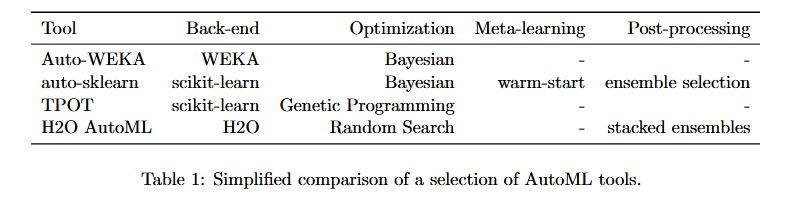 Tool Back-end Optimization Meta-learning Post-processing
Auto-WEKA WEKA Bayesian - -
auto-sklearn scikit-learn Bayesian warm-start ensemble selection
TPOT scikit-learn Genetic Programming - -
H2O AutoML H2O Random Search - stacked ensembles
Table 1: Simplified comparison of a selection of AutoML tools.